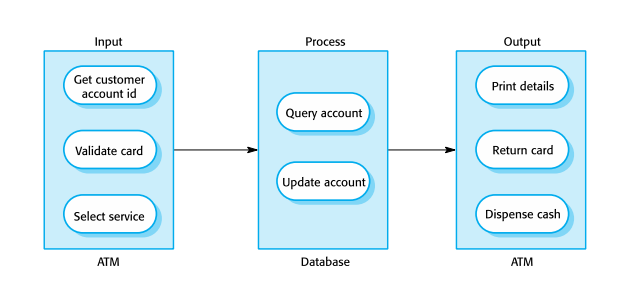 Input
Get customer
account id
Validate card
Select service
ATM
Process
Query account
Update account
Database
Output
Print details
Return card
Dispense cash
ATM